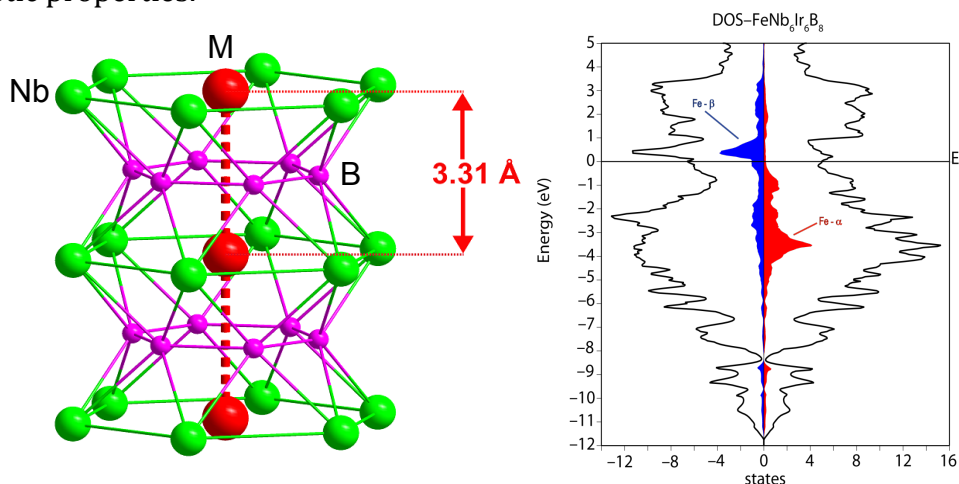 M
Nb
B
3.31 Å
DOS–FeNb₆Ir₆B₈
Energy (eV)
5
4
3
2
1
0
−1
−2
−3
−4
−5
−6
−7
−8
−9
−10
−11
−12
Fe - β
Fe - α
E
−12
−8
−4
0
4
8
12
16
states